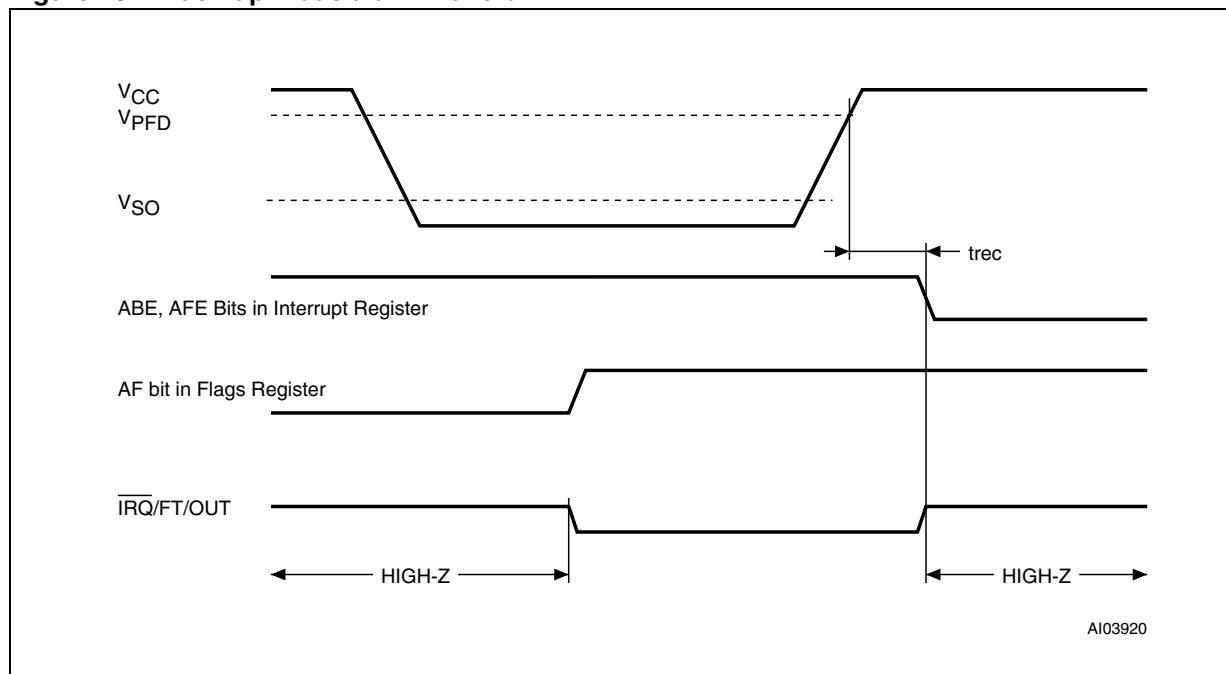 VCC
VPFD
VSO
trec
ABE, AFE Bits in Interrupt Register
AF bit in Flags Register
IRQ/FT/OUT
HIGH-Z
HIGH-Z
AI03920